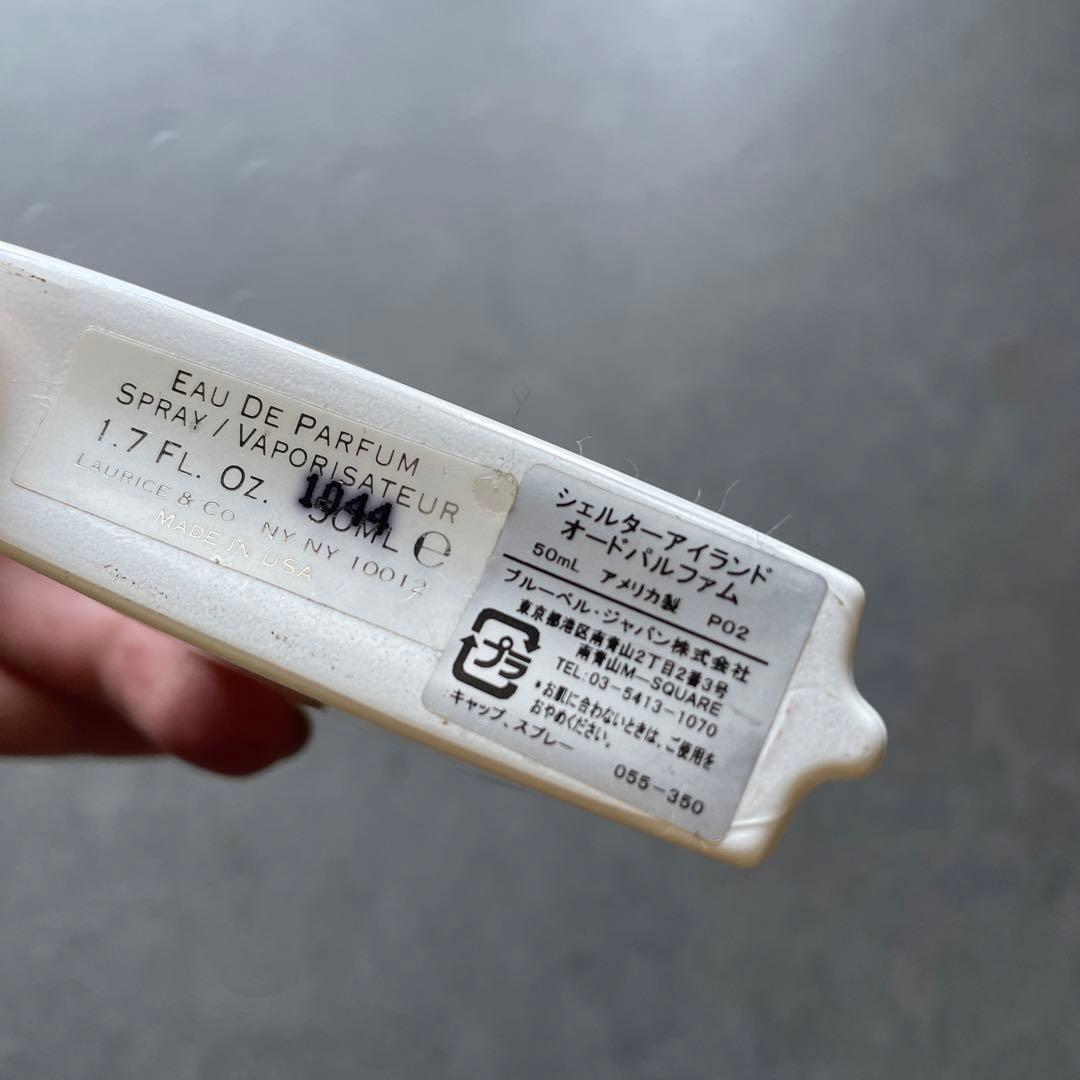 EAU DE PARFUM
SPRAY / VAPORISATEUR
1.7 FL. OZ. 50ML ℮
1044
LAURICE & CO NY NY 10012
MADE IN USA
シェルターアイランド
オードパルファム
50mL アメリカ製 P02
ブルーベル・ジャパン株式会社
東京都港区南青山2丁目2番3号
南青山M－SQUARE
TEL:03-5413-1070
プラ
*お肌に合わないときは、ご使用を
おやめください。
キャップ、スプレー
055-350